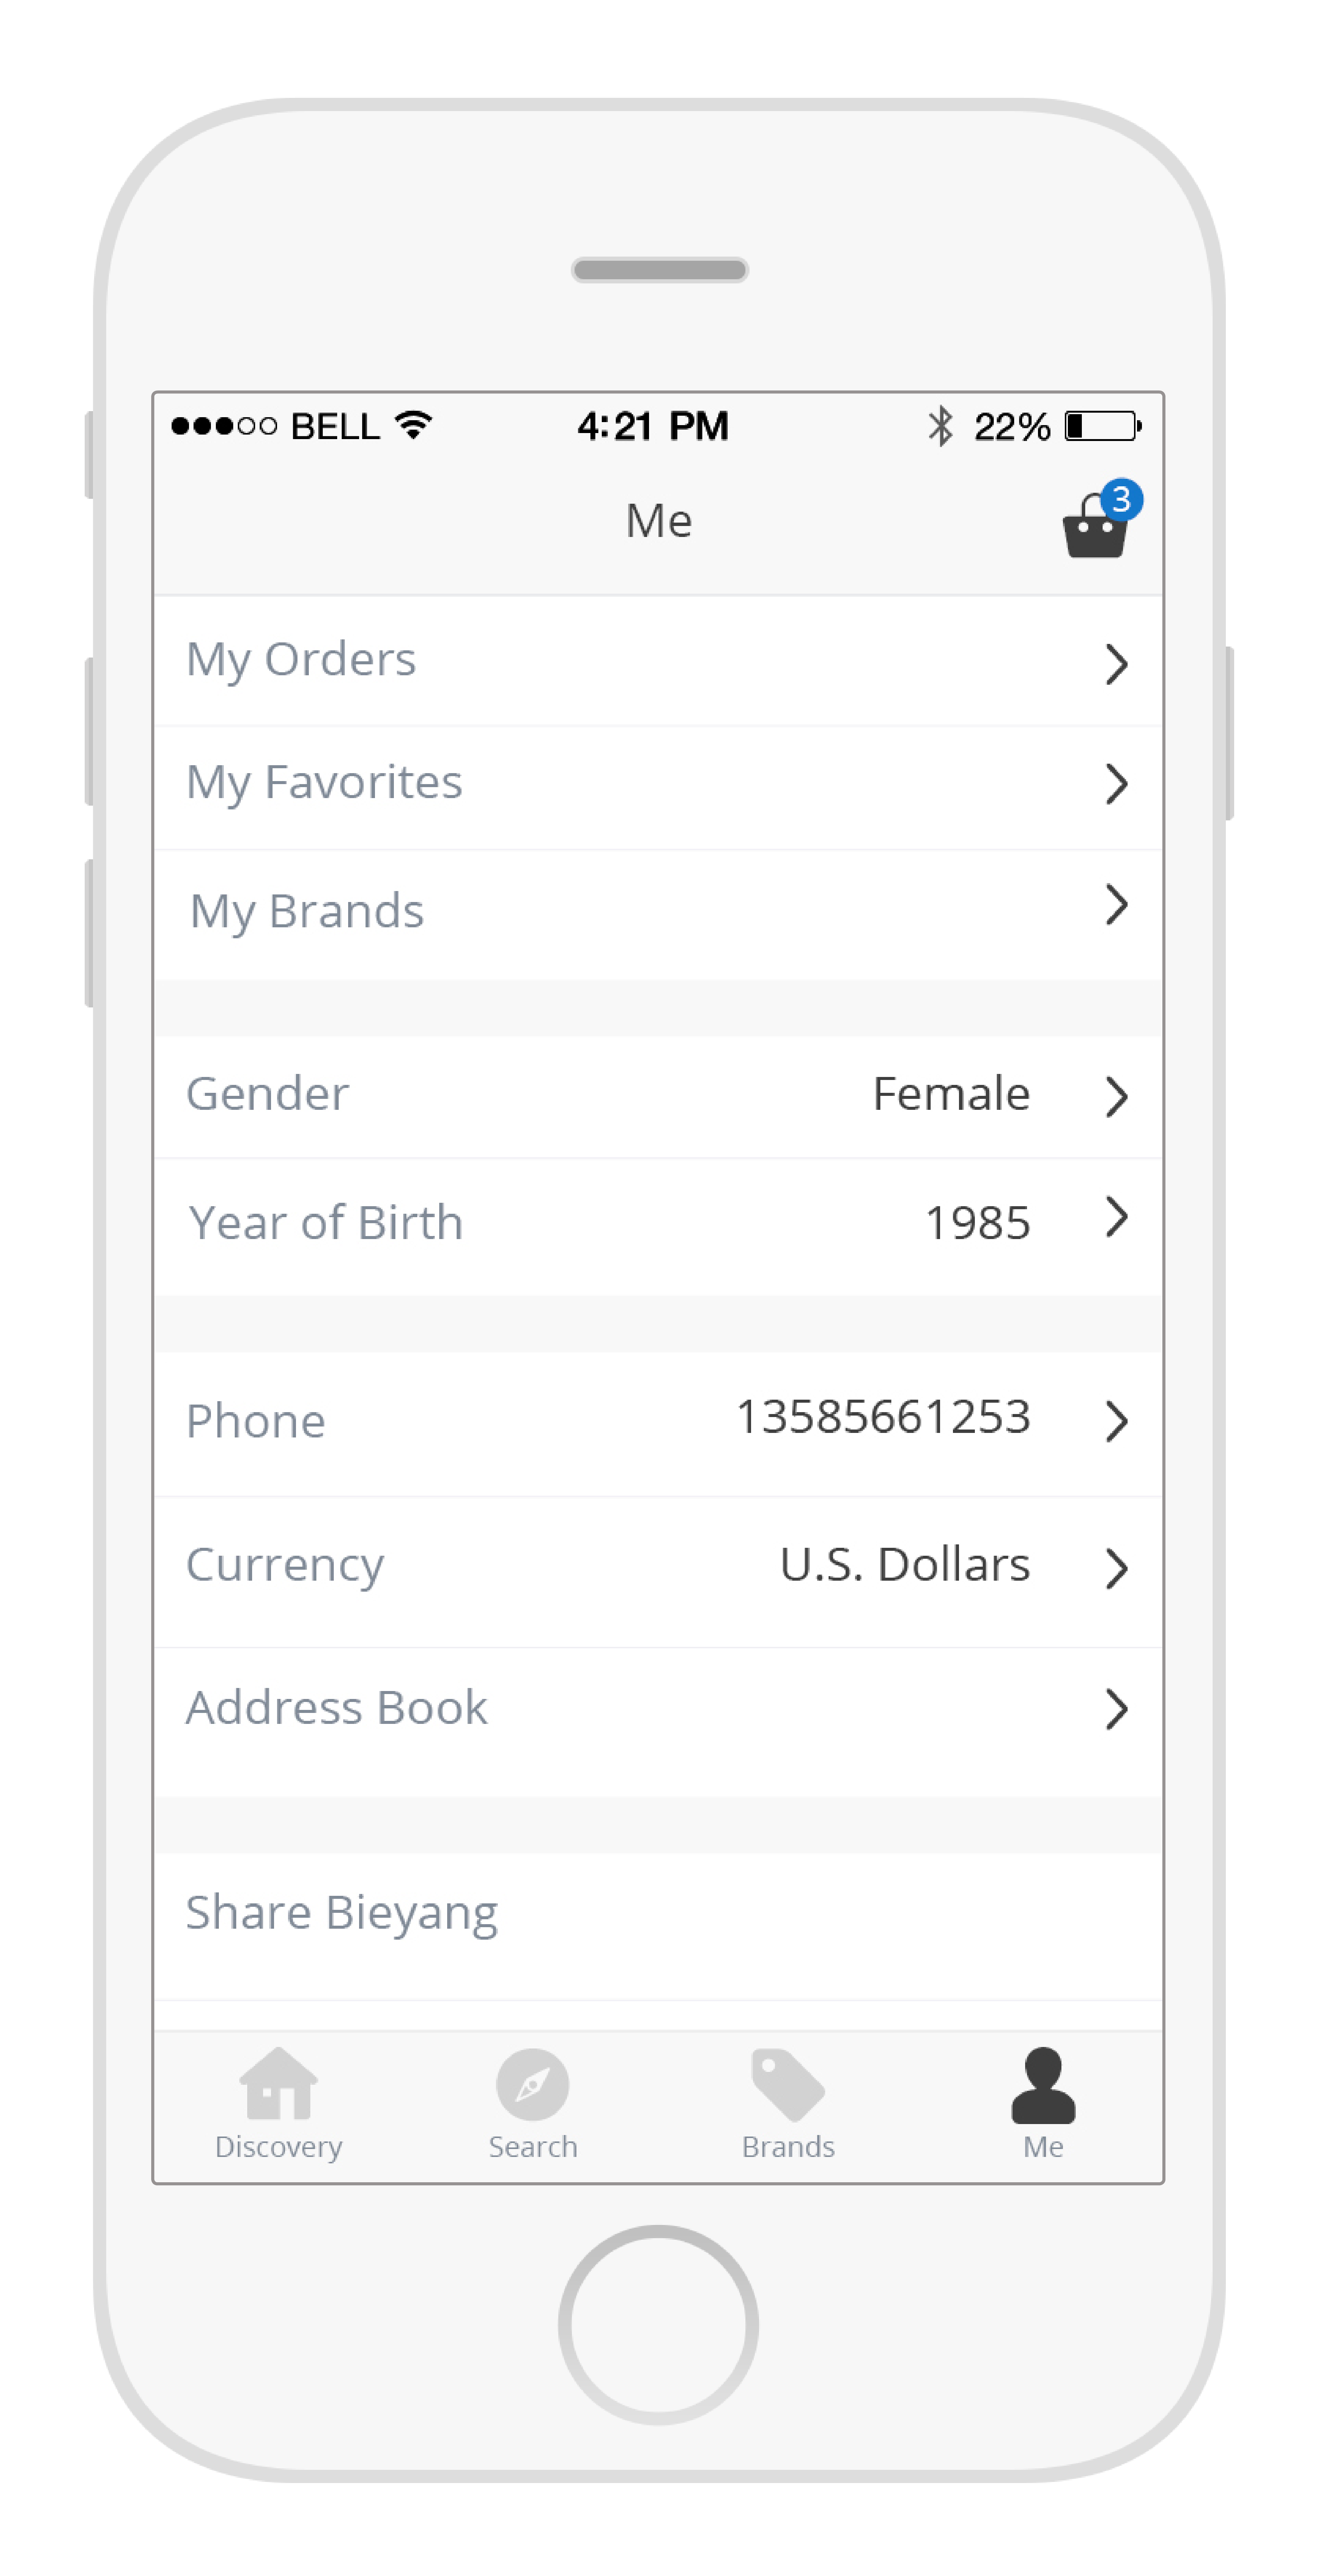 BELL 4:21 PM 22%
Me 3
My Orders
My Favorites
My Brands
Gender Female
Year of Birth 1985
Phone 13585661253
Currency U.S. Dollars
Address Book
Share Bieyang
Discovery Search Brands Me